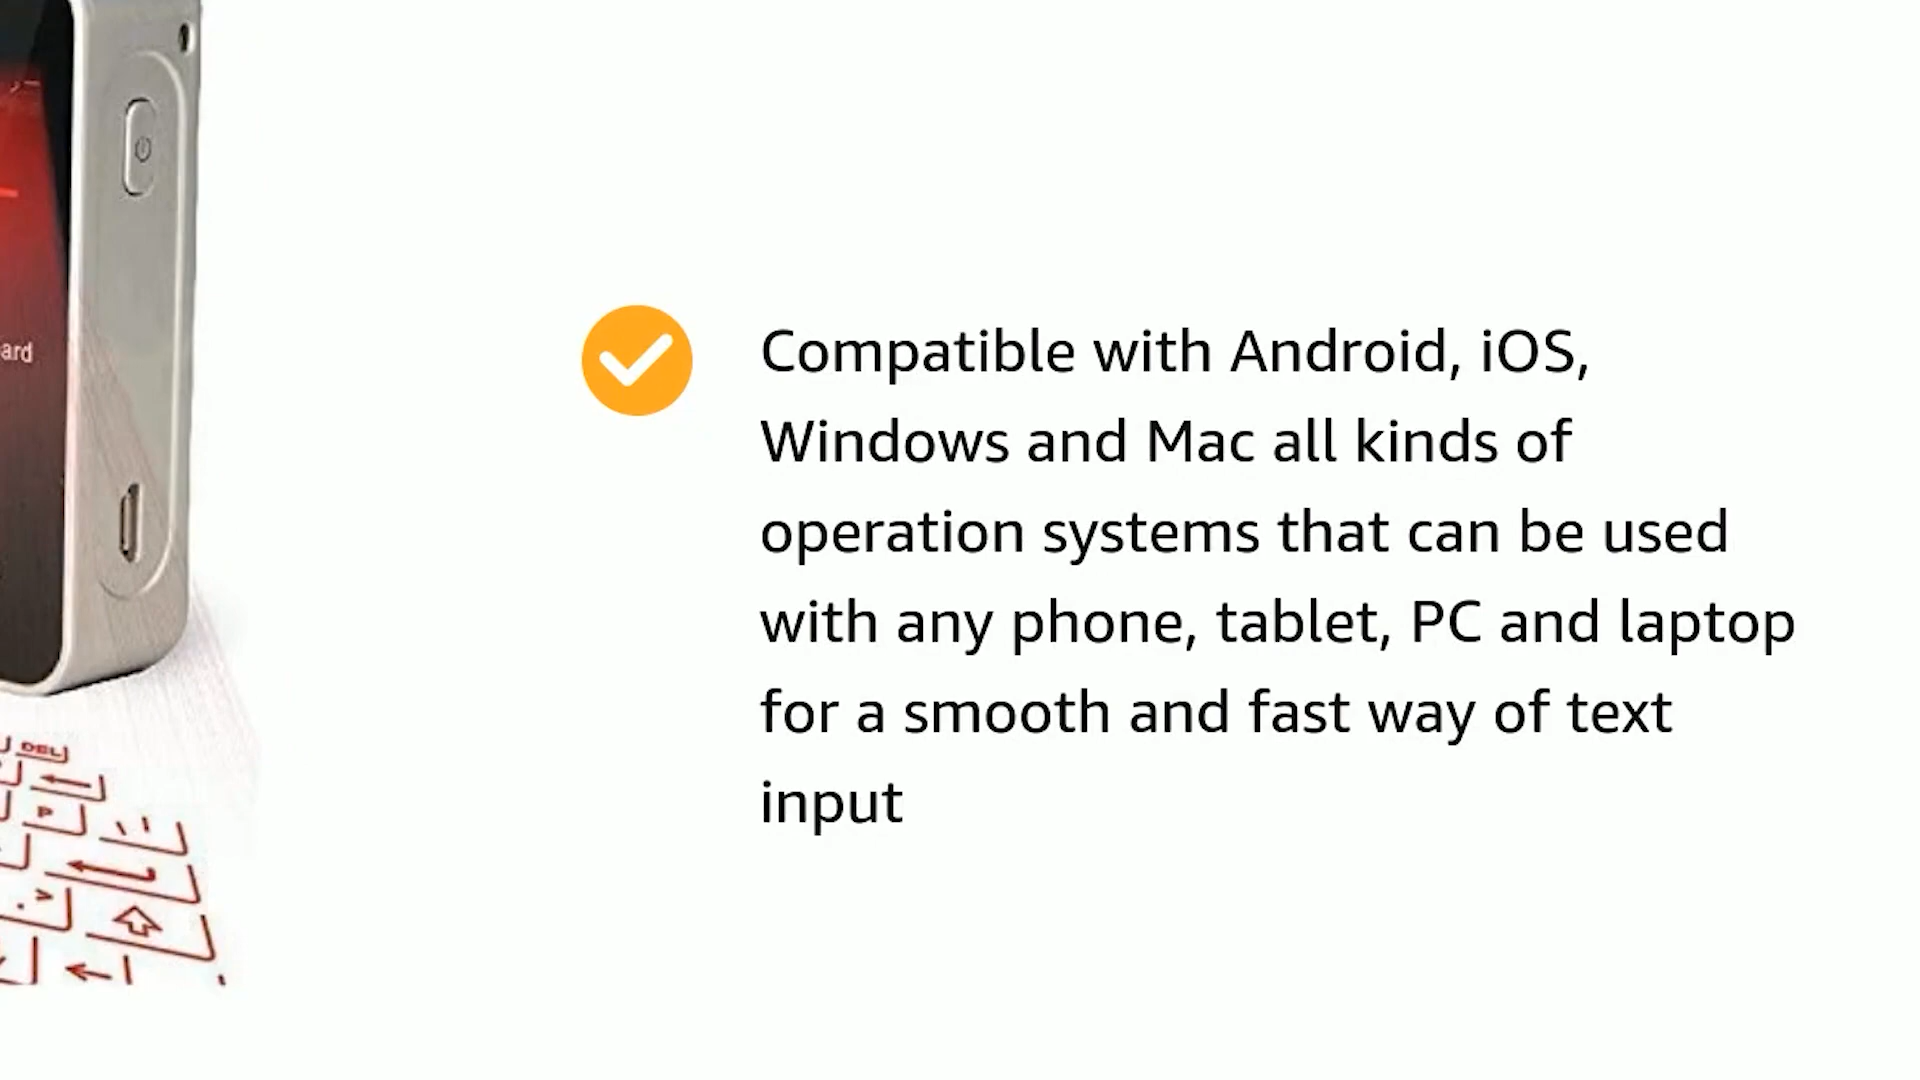 Compatible with Android, iOS,
Windows and Mac all kinds of
operation systems that can be used
with any phone, tablet, PC and laptop
for a smooth and fast way of text
input
ard
DEL
P